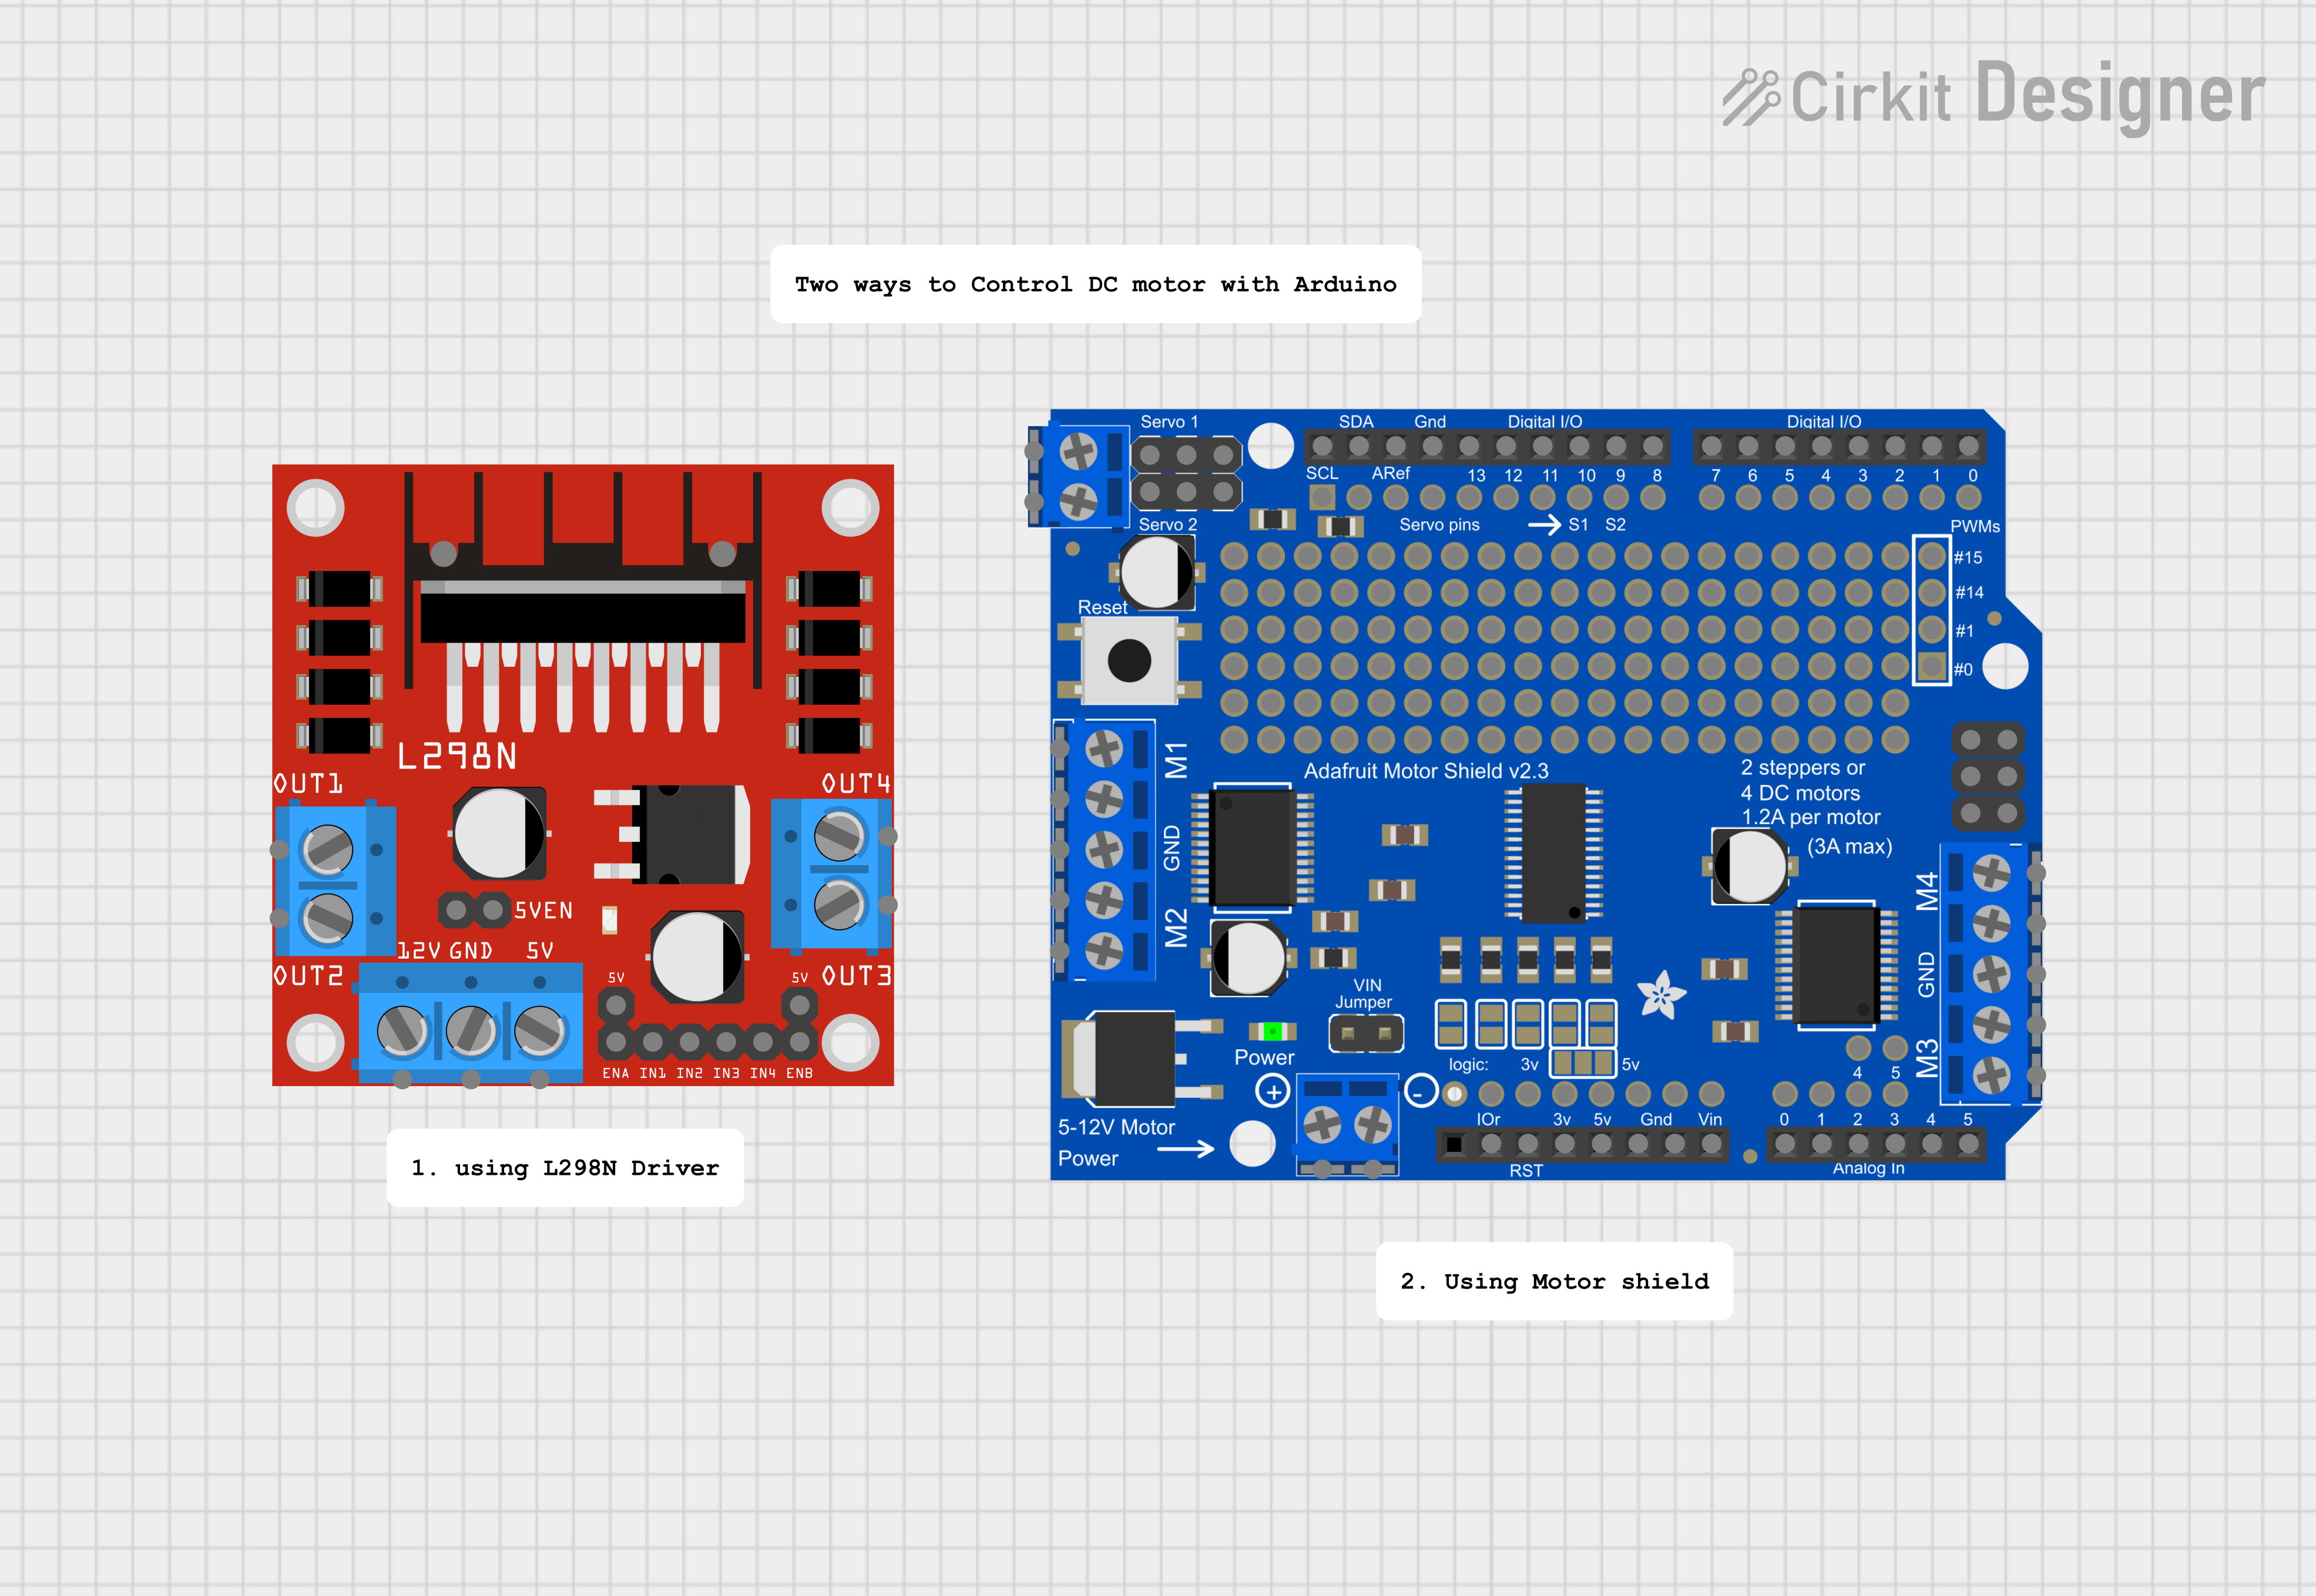 Cirkit Designer
Two ways to Control DC motor with Arduino
L298N
OUT1
OUT4
5VEN
12V GND 5V
OUT2
5V
5V
OUT3
ENA IN1 IN2 IN3 IN4 ENB
1. using L298N Driver
Servo 1
SDA
Gnd
Digital I/O
Digital I/O
SCL
ARef
13 12 11 10 9 8
7 6 5 4 3 2 1 0
Servo 2
Servo pins
S1 S2
PWMs
#15
#14
#1
#0
Reset
M1
GND
M2
Adafruit Motor Shield v2.3
2 steppers or
4 DC motors
1.2A per motor
(3A max)
M4
GND
M3
VIN
Jumper
Power
logic: 3v 5v
+
-
4 5
5-12V Motor
Power
IOr 3v 5v Gnd Vin
0 1 2 3 4 5
RST
Analog In
2. Using Motor shield